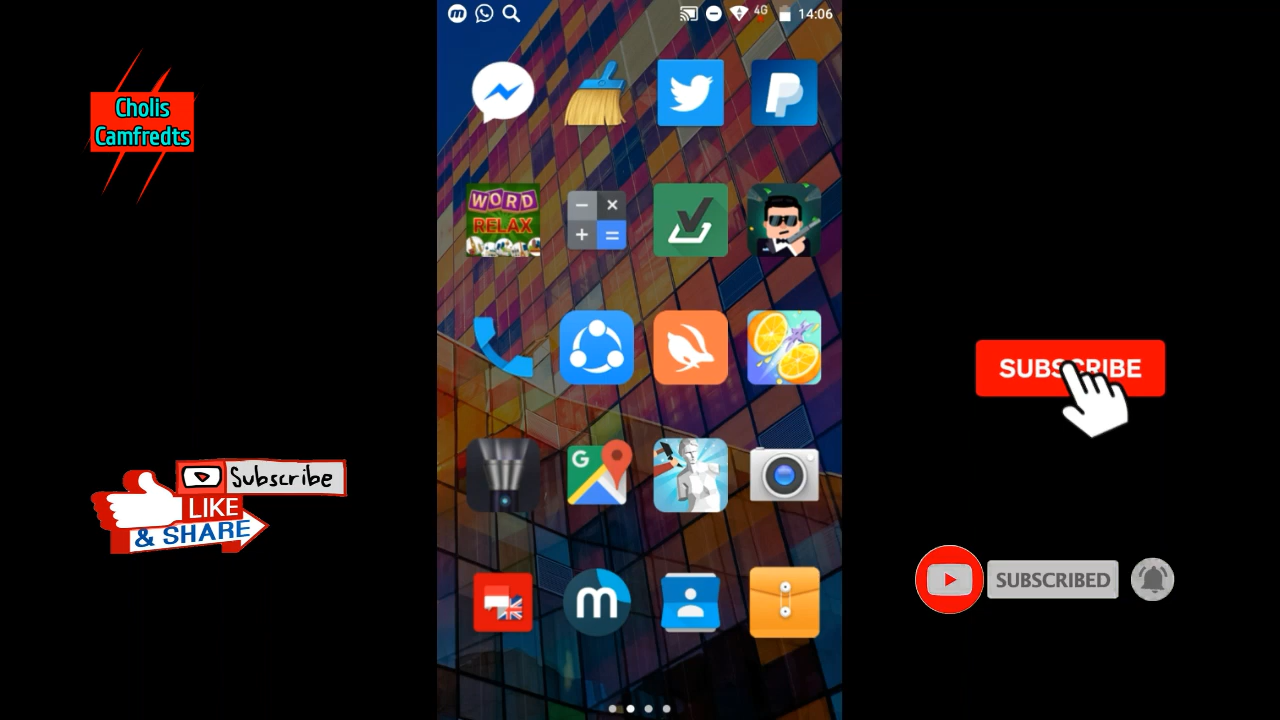 4G 14:06
Cholis
Camfredts
WORD
RELAX
SUBSCRIBE
G
Subscribe
LIKE
& SHARE
SUBSCRIBED
m